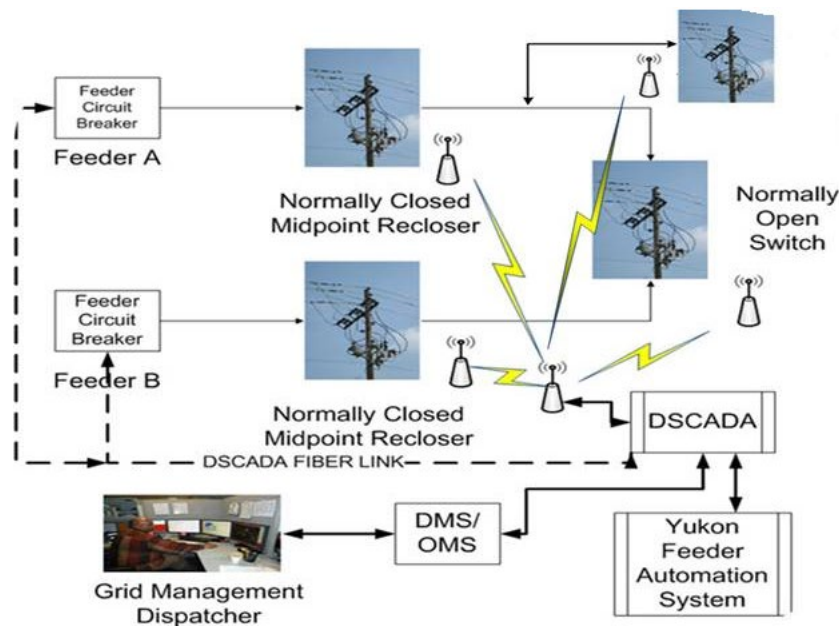 Feeder
Circuit
Breaker
Feeder A
Normally Closed
Midpoint Recloser
Normally
Open
Switch
Feeder
Circuit
Breaker
Feeder B
Normally Closed
Midpoint Recloser
DSCADA
DSCADA FIBER LINK
DMS/
OMS
Yukon
Feeder
Automation
System
Grid Management
Dispatcher